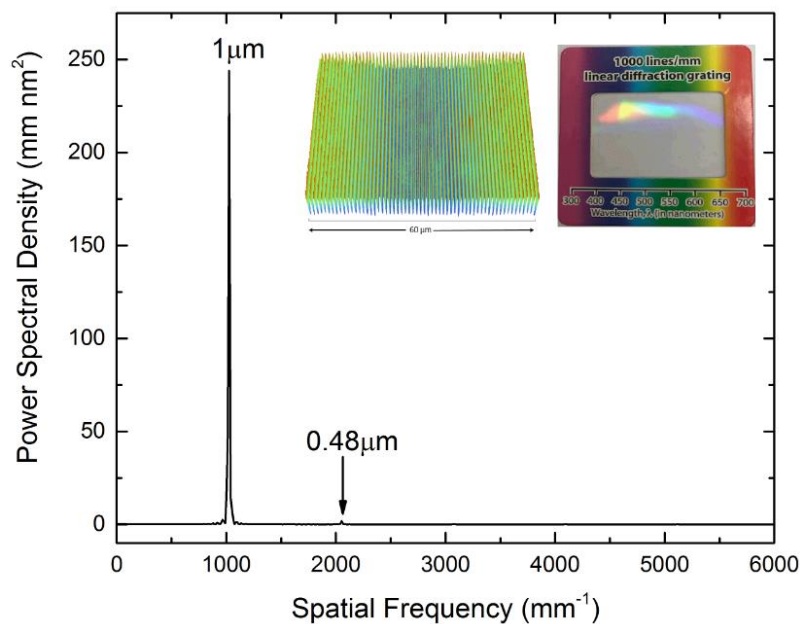 250
200
150
100
50
0
Power Spectral Density (mm nm²)
1μm
0.48μm
60 μm
1000 lines/mm
linear diffraction grating
300 400 450 500 550 600 650 700
Wavelength, λ (in nanometers)
0 1000 2000 3000 4000 5000 6000
Spatial Frequency (mm⁻¹)